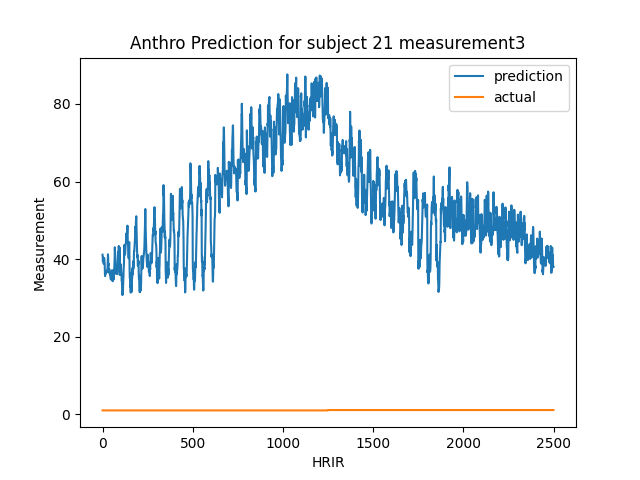 Anthro Prediction for subject 21 measurement3
prediction
actual
80
60
40
20
0
Measurement
0
500
1000
1500
2000
2500
HRIR